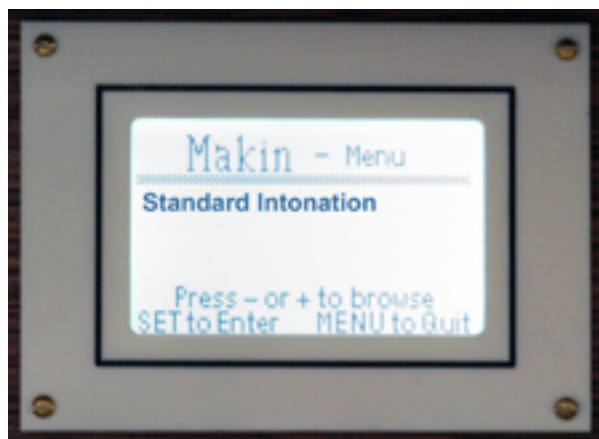 Makin - Menu
Standard Intonation
Press - or + to browse
SET to Enter MENU to Quit